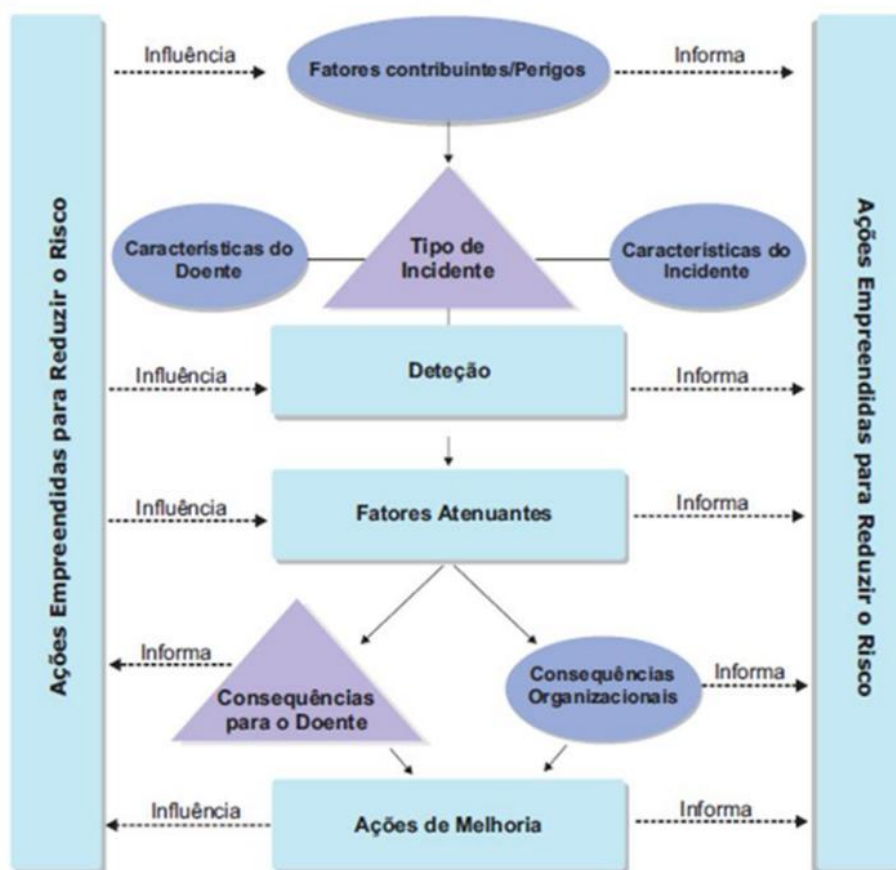 Influência
Fatores contribuintes/Perigos
Informa
Ações Empreendidas para Reduzir o Risco
Características do
Doente
Tipo de
Incidente
Características do
Incidente
Ações Empreendidas para Reduzir o Risco
Influência
Deteção
Informa
Influência
Fatores Atenuantes
Informa
Informa
Consequências
para o Doente
Consequências
Organizacionais
Informa
Influência
Ações de Melhoria
Informa